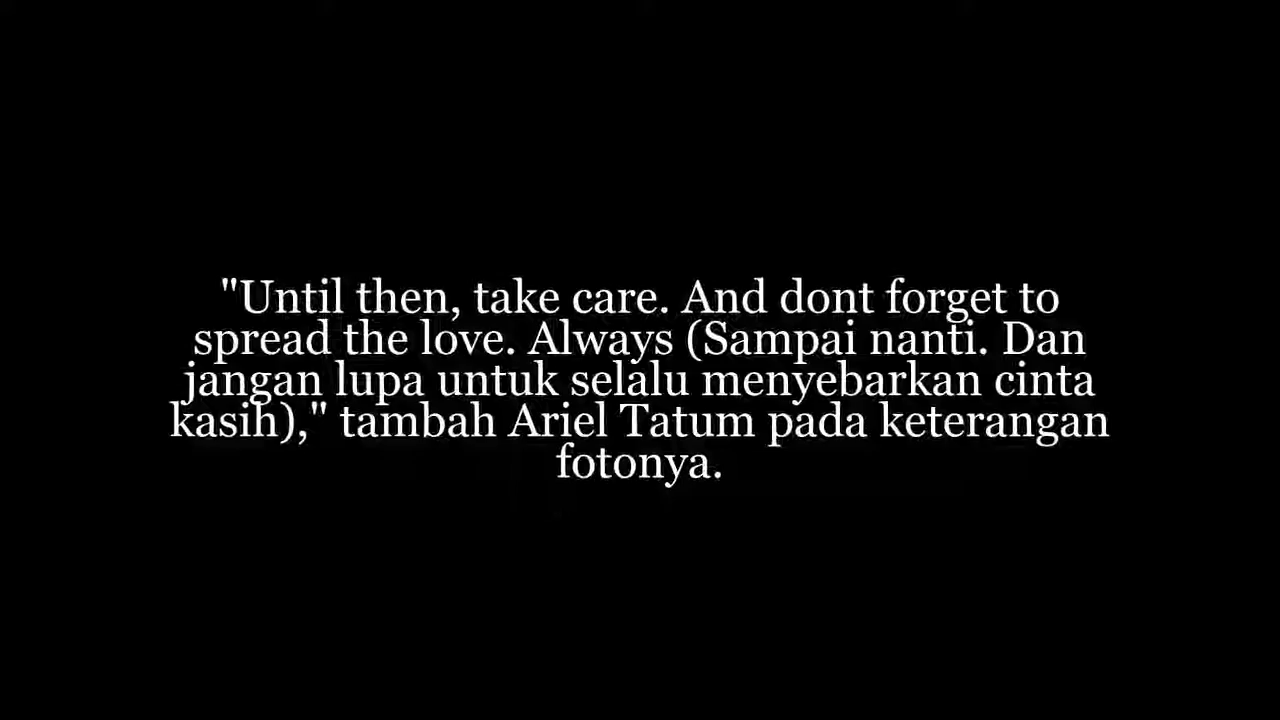 "Until then, take care. And dont forget to
spread the love. Always (Sampai nanti. Dan
jangan lupa untuk selalu menyebarkan cinta
kasih)," tambah Ariel Tatum pada keterangan
fotonya.